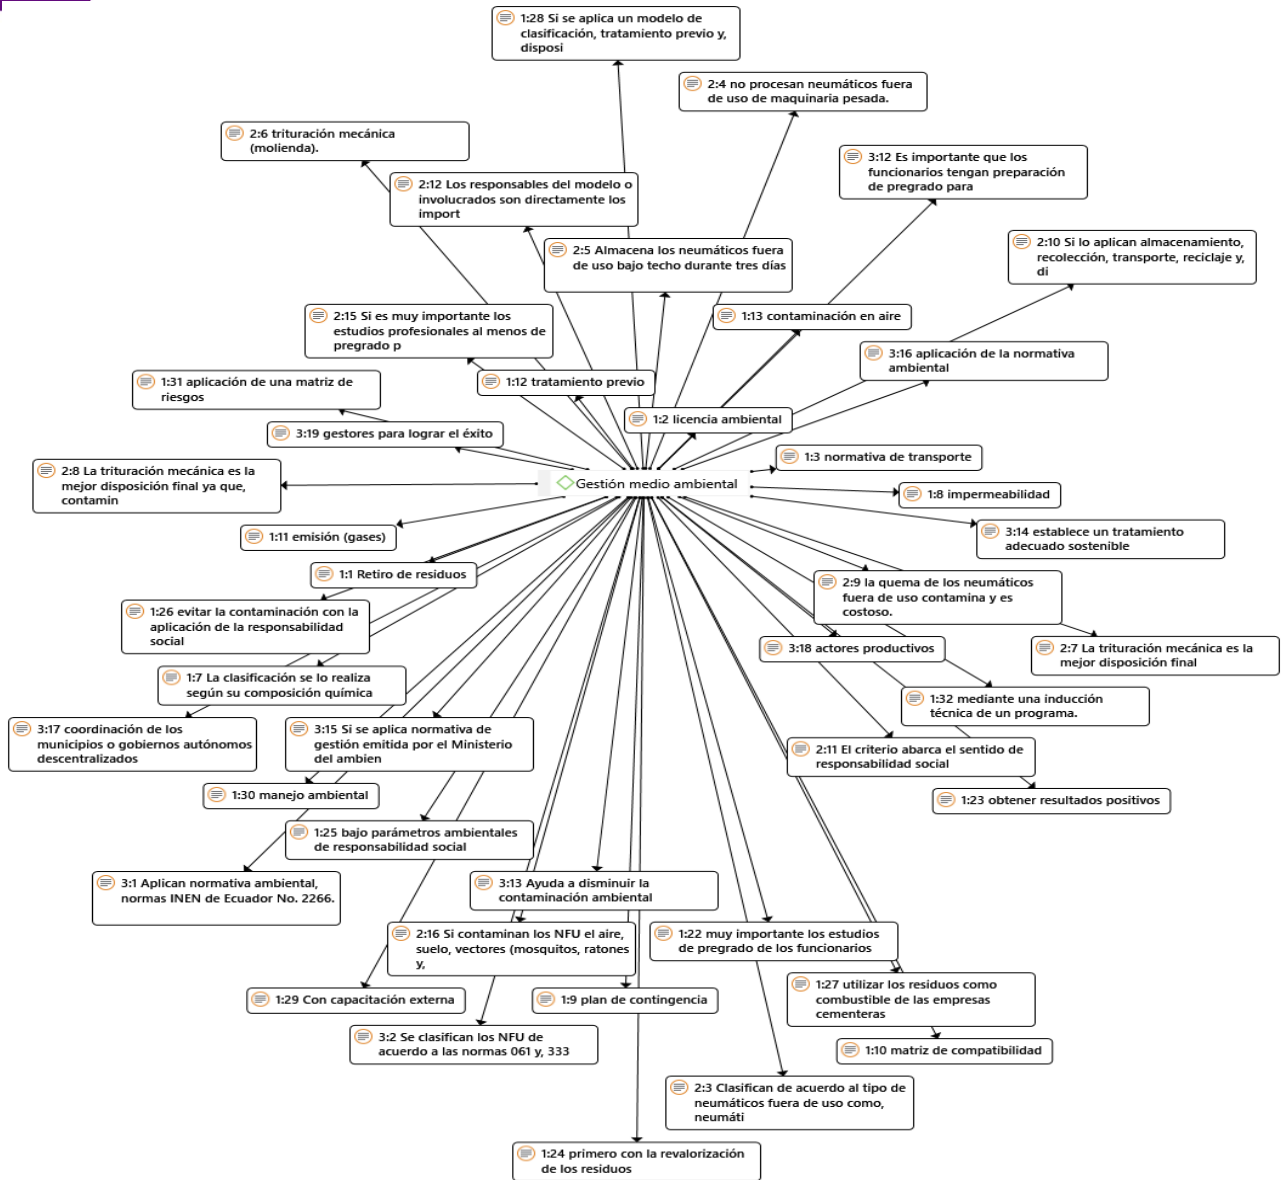 1:28 Si se aplica un modelo de
clasificación, tratamiento previo y,
disposi
2:4 no procesan neumáticos fuera
de uso de maquinaria pesada.
2:6 trituración mecánica
(molienda).
3:12 Es importante que los
funcionarios tengan preparación
de pregrado para
2:12 Los responsables del modelo o
involucrados son directamente los
import
2:5 Almacena los neumáticos fuera
de uso bajo techo durante tres días
2:10 Si lo aplican almacenamiento,
recolección, transporte, reciclaje y,
di
2:15 Si es muy importante los
estudios profesionales al menos de
pregrado p
1:13 contaminación en aire
3:16 aplicación de la normativa
ambiental
1:31 aplicación de una matriz de
riesgos
1:12 tratamiento previo
1:2 licencia ambiental
3:19 gestores para lograr el éxito
1:3 normativa de transporte
2:8 La trituración mecánica es la
mejor disposición final ya que,
contamin
Gestión medio ambiental
1:8 impermeabilidad
1:11 emisión (gases)
3:14 establece un tratamiento
adecuado sostenible
1:1 Retiro de residuos
2:9 la quema de los neumáticos
fuera de uso contamina y es
costoso.
1:26 evitar la contaminación con la
aplicación de la responsabilidad
social
3:18 actores productivos
2:7 La trituración mecánica es la
mejor disposición final
1:7 La clasificación se lo realiza
según su composición química
1:32 mediante una inducción
técnica de un programa.
3:17 coordinación de los
municipios o gobiernos autónomos
descentralizados
3:15 Si se aplica normativa de
gestión emitida por el Ministerio
del ambien
2:11 El criterio abarca el sentido de
responsabilidad social
1:30 manejo ambiental
1:23 obtener resultados positivos
1:25 bajo parámetros ambientales
de responsabilidad social
3:1 Aplican normativa ambiental,
normas INEN de Ecuador No. 2266.
3:13 Ayuda a disminuir la
contaminación ambiental
2:16 Si contaminan los NFU el aire,
suelo, vectores (mosquitos, ratones
y,
1:22 muy importante los estudios
de pregrado de los funcionarios
1:29 Con capacitación externa
1:9 plan de contingencia
1:27 utilizar los residuos como
combustible de las empresas
cementeras
3:2 Se clasifican los NFU de
acuerdo a las normas 061 y, 333
1:10 matriz de compatibilidad
2:3 Clasifican de acuerdo al tipo de
neumáticos fuera de uso como,
neumáti
1:24 primero con la revalorización
de los residuos